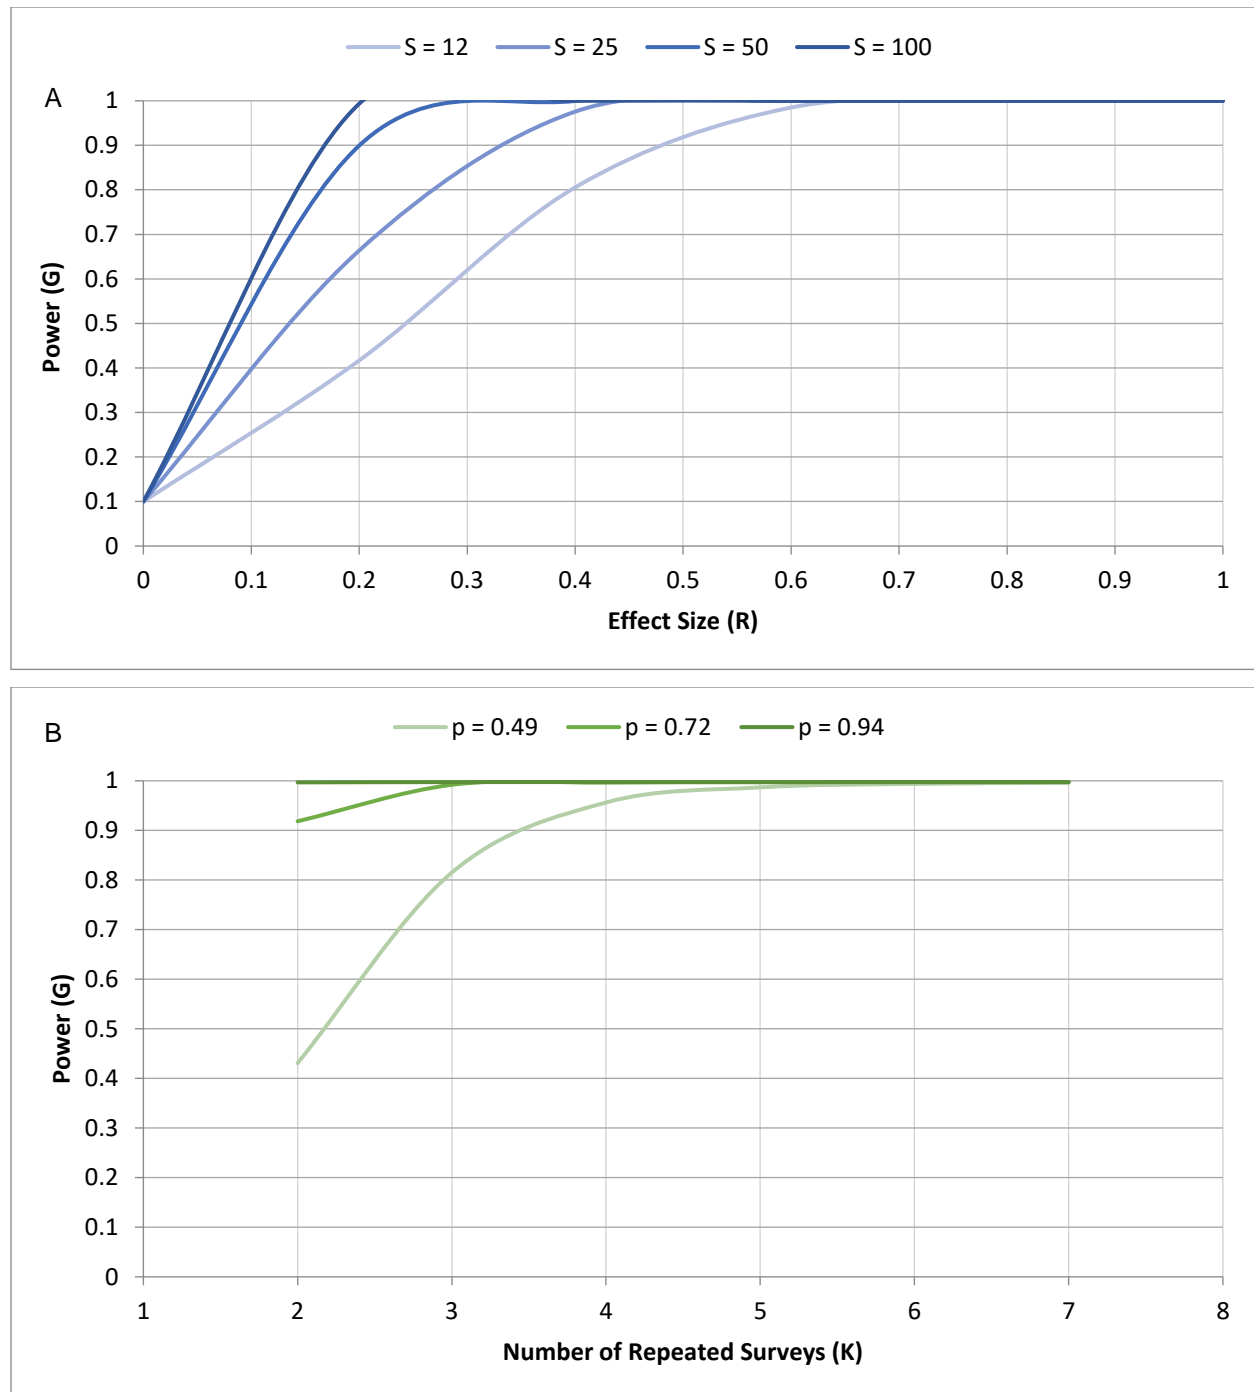 S = 12 S = 25 S = 50 S = 100
A
1
0.9
0.8
0.7
0.6
0.5
0.4
0.3
0.2
0.1
0
Power (G)
0 0.1 0.2 0.3 0.4 0.5 0.6 0.7 0.8 0.9 1
Effect Size (R)
B
p = 0.49 p = 0.72 p = 0.94
1
0.9
0.8
0.7
0.6
0.5
0.4
0.3
0.2
0.1
0
Power (G)
1 2 3 4 5 6 7 8
Number of Repeated Surveys (K)